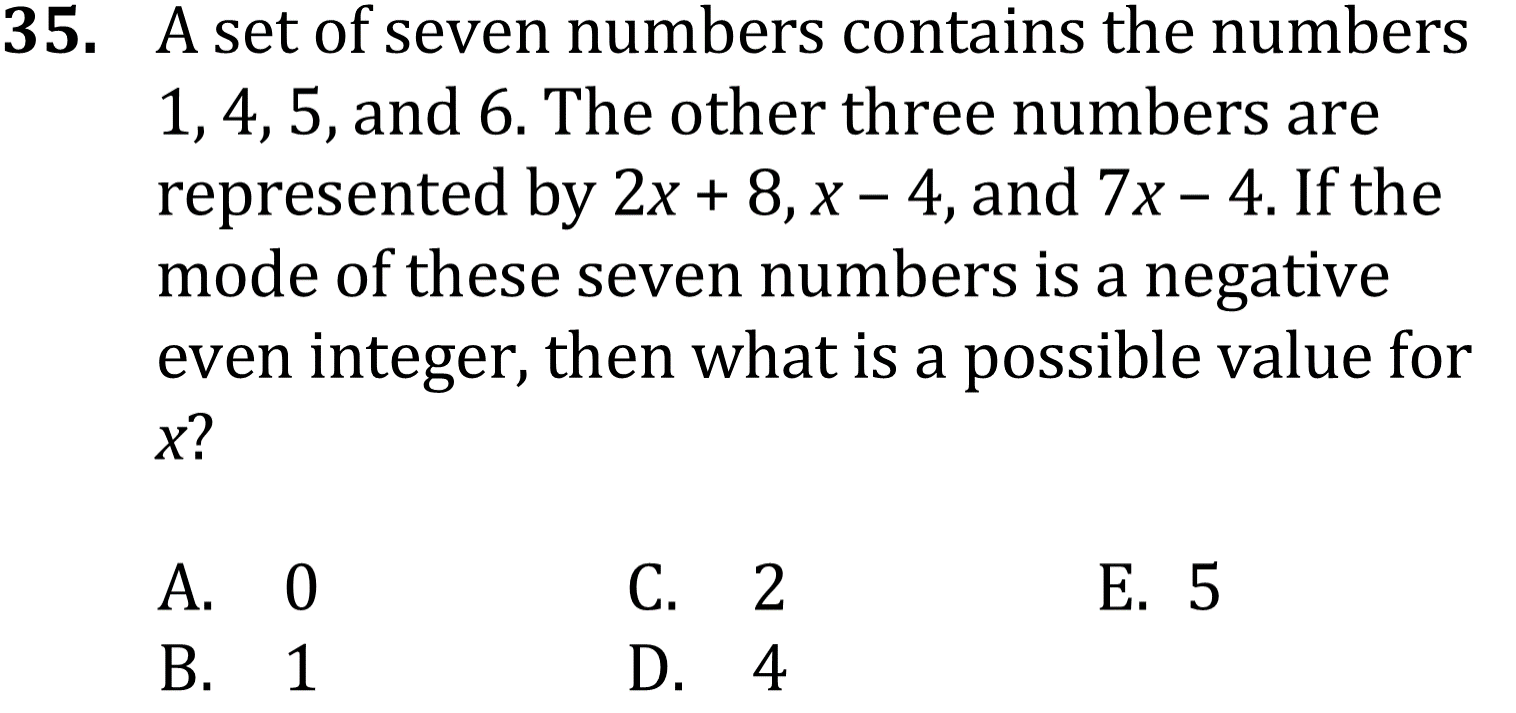 35. A set of seven numbers contains the numbers
1, 4, 5, and 6. The other three numbers are
represented by 2x + 8, x – 4, and 7x – 4. If the
mode of these seven numbers is a negative
even integer, then what is a possible value for
x?
A. 0 C. 2 E. 5
B. 1 D. 4